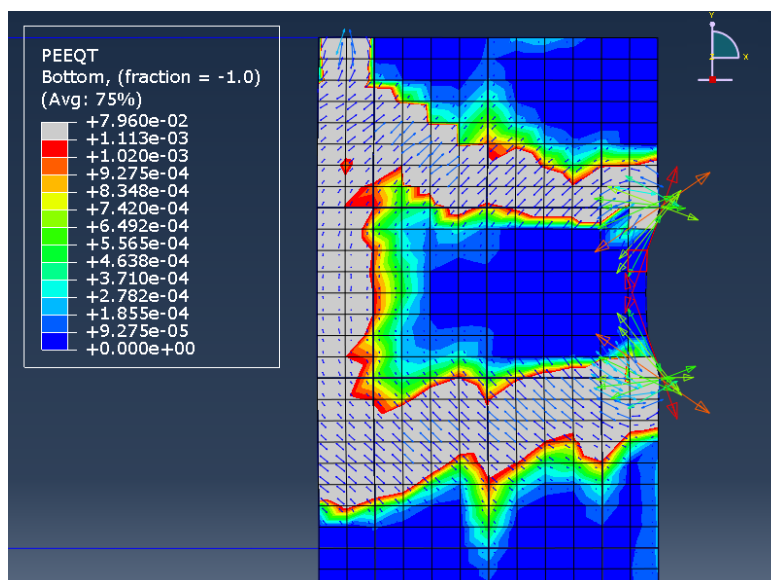 PEEQT
Bottom, (fraction = -1.0)
(Avg: 75%)
+7.960e-02
+1.113e-03
+1.020e-03
+9.275e-04
+8.348e-04
+7.420e-04
+6.492e-04
+5.565e-04
+4.638e-04
+3.710e-04
+2.782e-04
+1.855e-04
+9.275e-05
+0.000e+00
Y
Z
X